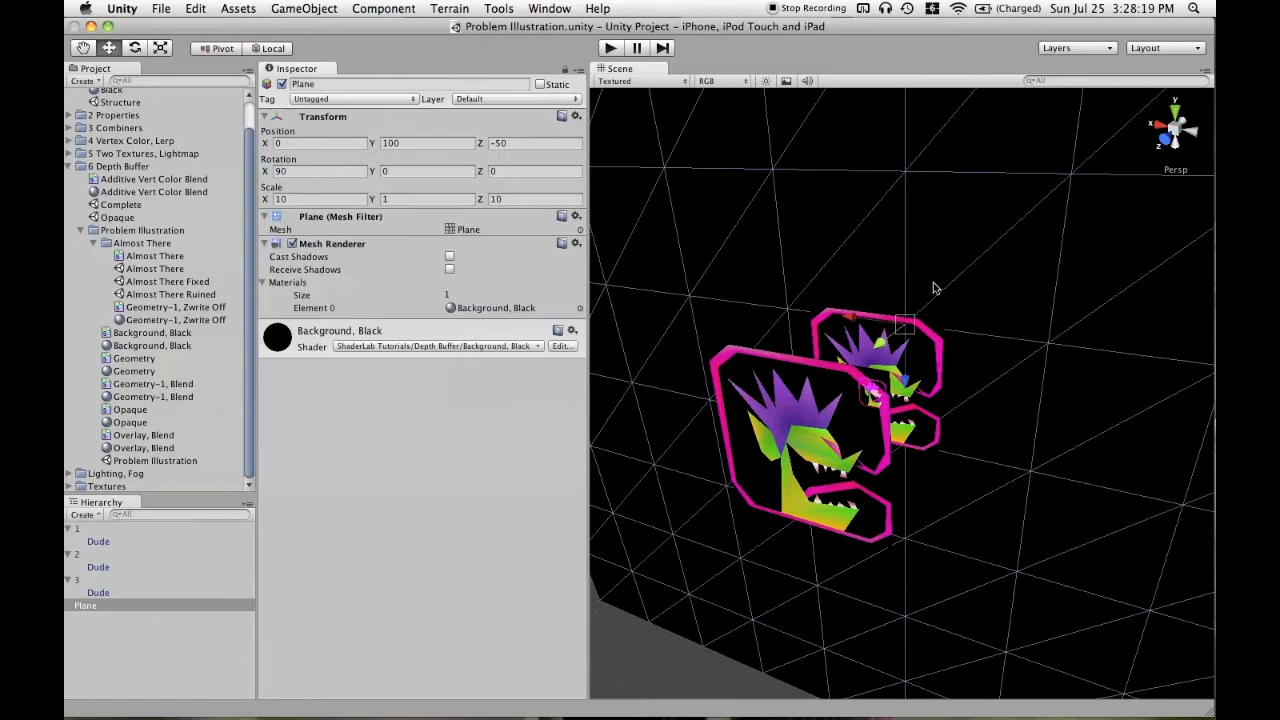 Unity File Edit Assets GameObject Component Terrain Tools Window Help Stop Recording (Charged) Sun Jul 25 3:28:19 PM
Problem Illustration.unity - Unity Project - iPhone, iPod Touch and iPad
Pivot Local Layers Layout
Project
Create All
Black
Structure
2 Properties
3 Combiners
4 Vertex Color, Lerp
5 Two Textures, Lightmap
6 Depth Buffer
Additive Vert Color Blend
Additive Vert Color Blend
Complete
Opaque
Problem Illustration
Almost There
Almost There
Almost There
Almost There Fixed
Almost There Ruined
Geometry-1, Zwrite Off
Geometry-1, Zwrite Off
Background, Black
Background, Black
Geometry
Geometry
Geometry-1, Blend
Geometry-1, Blend
Opaque
Opaque
Overlay, Blend
Overlay, Blend
Problem Illustration
Lighting, Fog
Textures
Hierarchy
Create All
1
Dude
2
Dude
3
Dude
Plane
Inspector
Plane Static
Tag Untagged Layer Default
Transform
Position
X 0 Y 100 Z -50
Rotation
X 90 Y 0 Z 0
Scale
X 10 Y 1 Z 10
Plane (Mesh Filter)
Mesh Plane
Mesh Renderer
Cast Shadows
Receive Shadows
Materials
Size 1
Element 0 Background, Black
Background, Black
Shader ShaderLab Tutorials/Depth Buffer/Background, Black Edit...
Scene
Textured RGB All
y
x
z
Persp